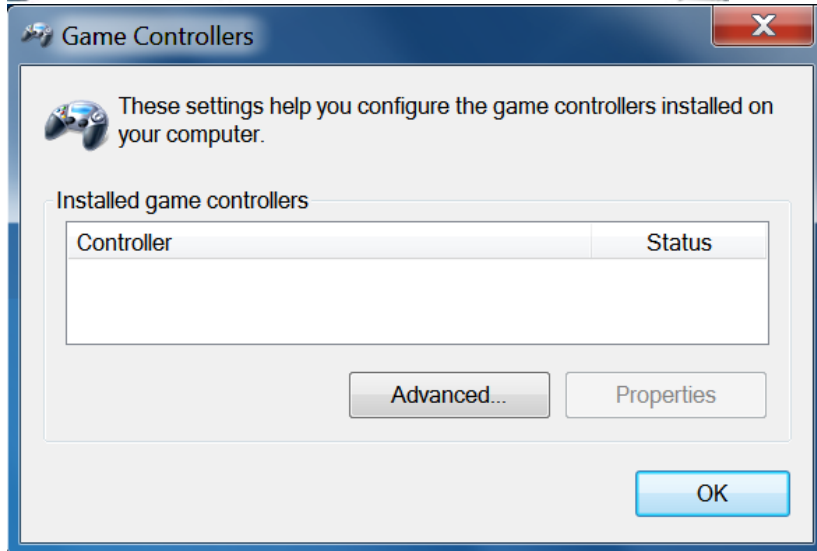 Game Controllers
These settings help you configure the game controllers installed on
your computer.
Installed game controllers
Controller Status
Advanced... Properties
OK